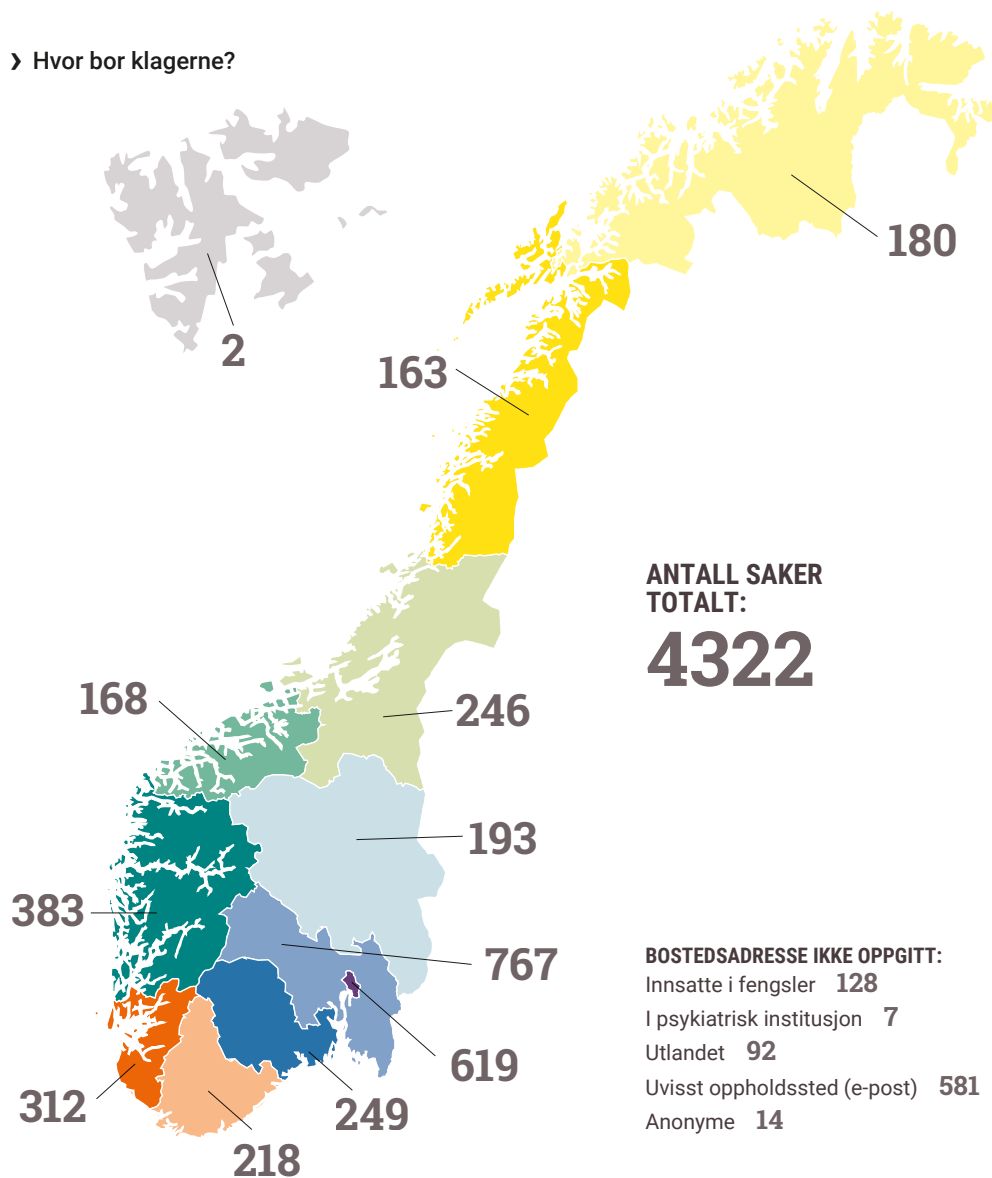 › Hvor bor klagerne?
180
2
163
ANTALL SAKER
TOTALT:
4322
168
246
193
383
767
619
312
249
218
BOSTEDSADRESSE IKKE OPPGITT:
Innsatte i fengsler 128
I psykiatrisk institusjon 7
Utlandet 92
Uvisst oppholdssted (e-post) 581
Anonyme 14